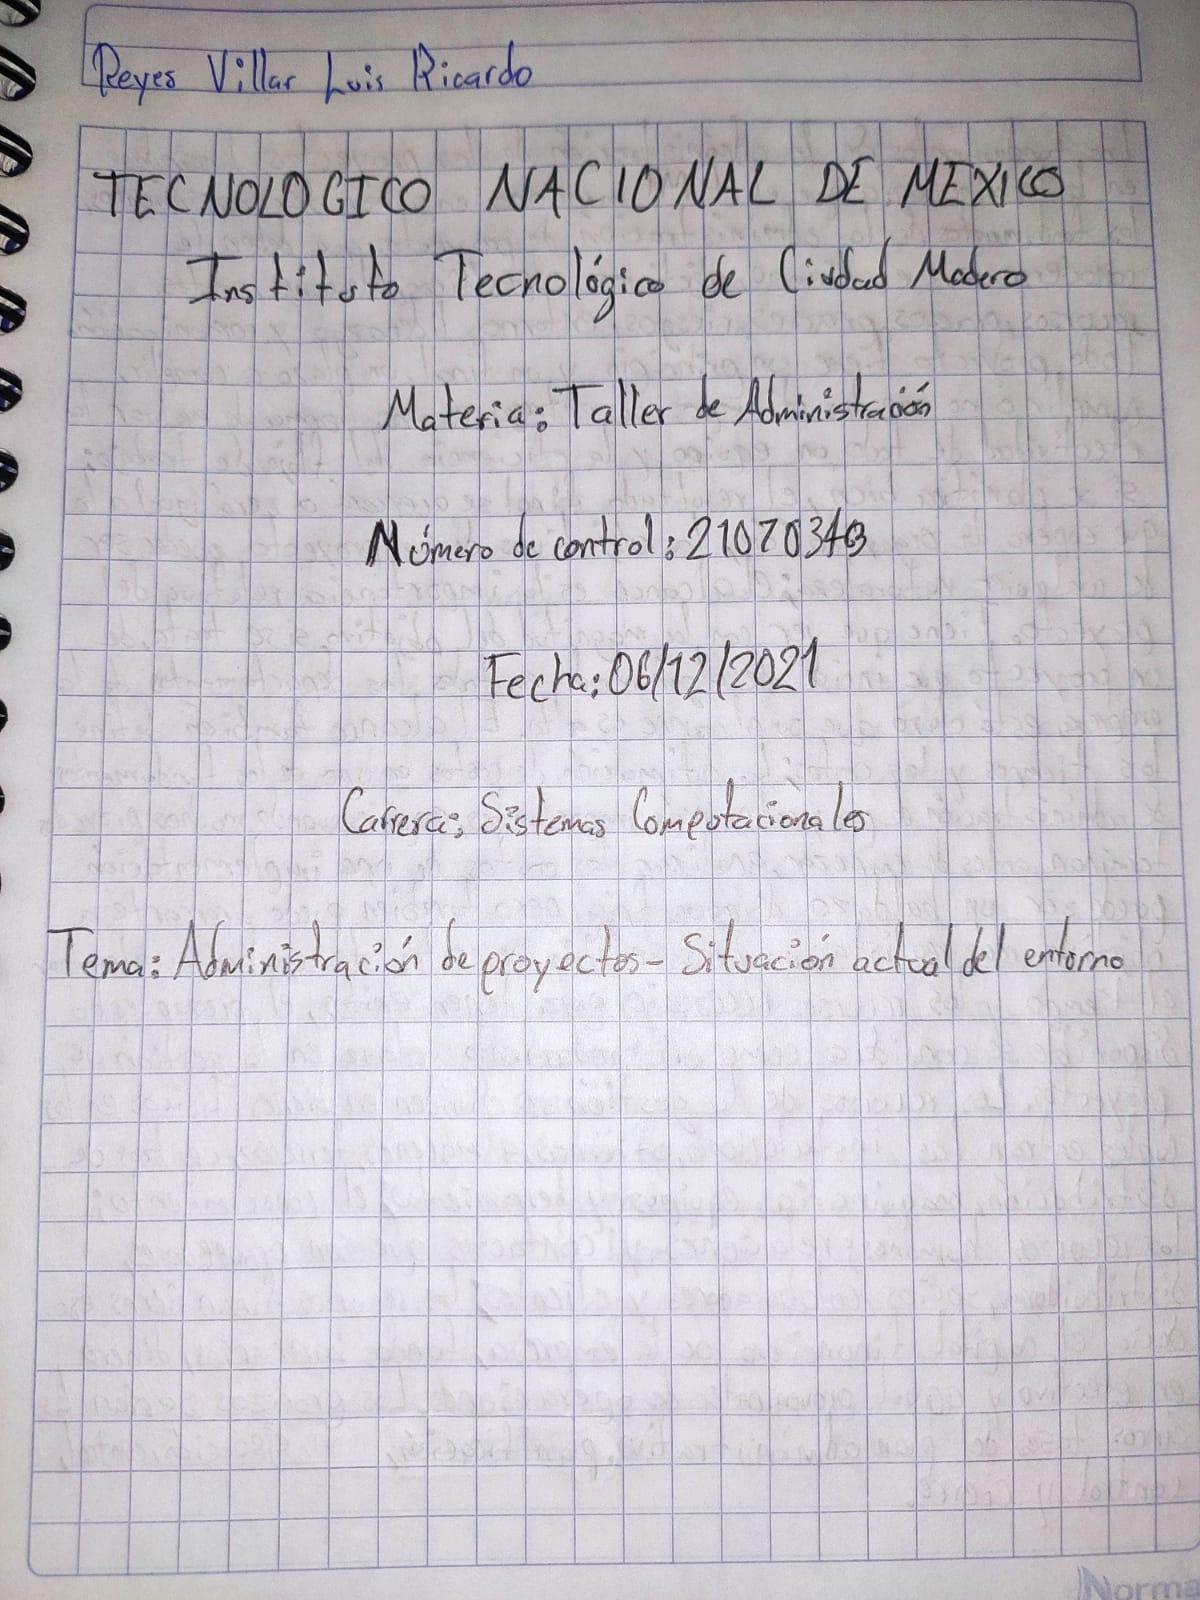 Reyes Villar Luis Ricardo
TECNOLOGICO NACIONAL DE MEXICO
Instituto Tecnológico de Ciudad Madero
Materia: Taller de Administración
Número de control: 21070343
Fecha: 06/12/2021
Carrera: Sistemas Computacionales
Tema: Administración de proyectos - Situación actual del entorno
Norma